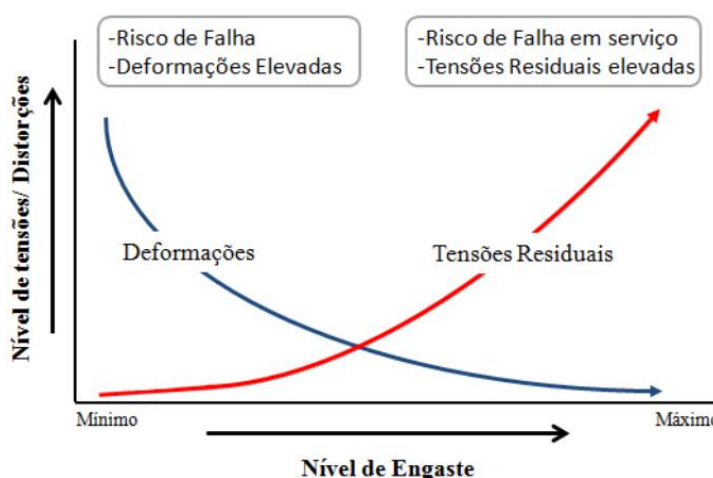 -Risco de Falha
-Deformações Elevadas
-Risco de Falha em serviço
-Tensões Residuais elevadas
Nível de tensões/ Distorções
Deformações
Tensões Residuais
Mínimo
Máximo
Nível de Engaste